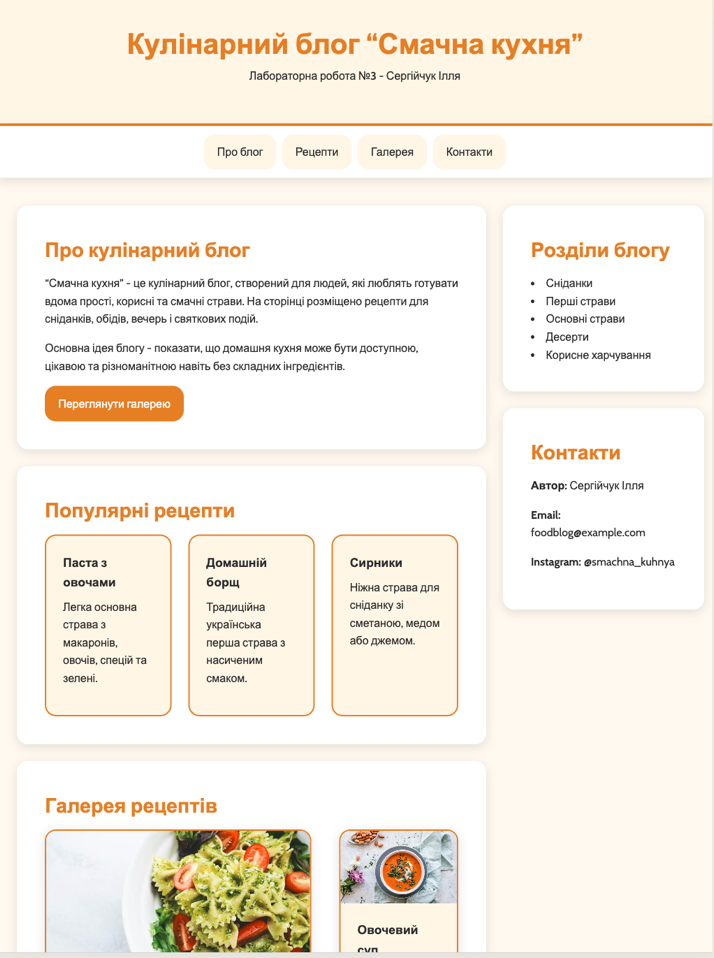 Кулінарний блог “Смачна кухня”
Лабораторна робота №3 - Сергійчук Ілля
Про блог
Рецепти
Галерея
Контакти
Про кулінарний блог
“Смачна кухня” - це кулінарний блог, створений для людей, які люблять готувати
вдома прості, корисні та смачні страви. На сторінці розміщено рецепти для
сніданків, обідів, вечерь і святкових подій.
Основна ідея блогу - показати, що домашня кухня може бути доступною,
цікавою та різноманітною навіть без складних інгредієнтів.
Переглянути галерею
Популярні рецепти
Паста з
овочами
Легка основна
страва з
макаронів,
овочів, спецій та
зелені.
Домашній
борщ
Традиційна
українська
перша страва з
насиченим
смаком.
Сирники
Ніжна страва для
сніданку зі
сметаною, медом
або джемом.
Галерея рецептів
Овочевий
суп
Розділи блогу
• Сніданки
• Перші страви
• Основні страви
• Десерти
• Корисне харчування
Контакти
Автор: Сергійчук Ілля
Email:
foodblog@example.com
Instagram: @smachna_kuhnya